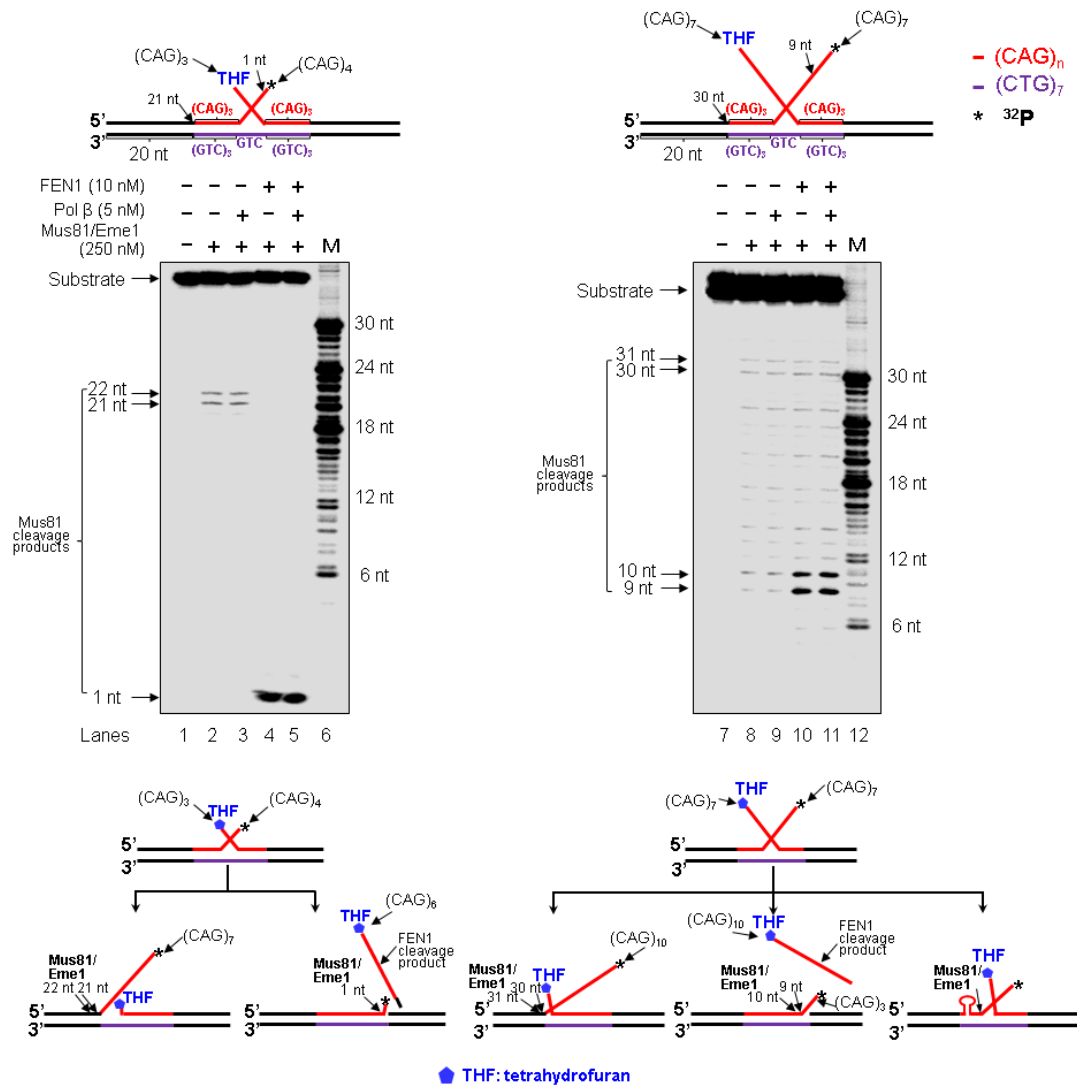 (CAG)7
(CAG)7
(CAG)3
THF
1 nt
(CAG)4
THF
9 nt
*
*
(CAG)n
(CTG)7
* 32P
21 nt
(CAG)3
(CAG)3
30 nt
(CAG)3
(CAG)3
5’
3’
20 nt
(GTC)3
GTC
(GTC)3
5’
3’
20 nt
(GTC)3
GTC
(GTC)3
FEN1 (10 nM) − − − + +
Pol β (5 nM) − − + − +
Mus81/Eme1
(250 nM) − + + + + M
− − − + +
− − + − +
− + + + + M
Substrate
30 nt
24 nt
22 nt
21 nt
18 nt
12 nt
Mus81
cleavage
products
6 nt
1 nt
Lanes 1 2 3 4 5 6
Substrate
31 nt
30 nt
30 nt
24 nt
Mus81
cleavage
products
18 nt
12 nt
10 nt
9 nt
6 nt
7 8 9 10 11 12
(CAG)3
THF
(CAG)4
*
5’
3’
THF
(CAG)7
(CAG)7
*
5’
3’
(CAG)7
*
Mus81/
Eme1
22 nt 21 nt
THF
5’
3’
THF
(CAG)6
FEN1
cleavage
product
Mus81/
Eme1
1 nt
*
5’
3’
(CAG)10
*
Mus81/
Eme1
30 nt
31 nt
THF
5’
3’
THF
(CAG)10
FEN1
cleavage
product
Mus81/
Eme1
10 nt
9 nt
*
(CAG)3
5’
3’
THF
Mus81/
Eme1
*
5’
3’
THF: tetrahydrofuran